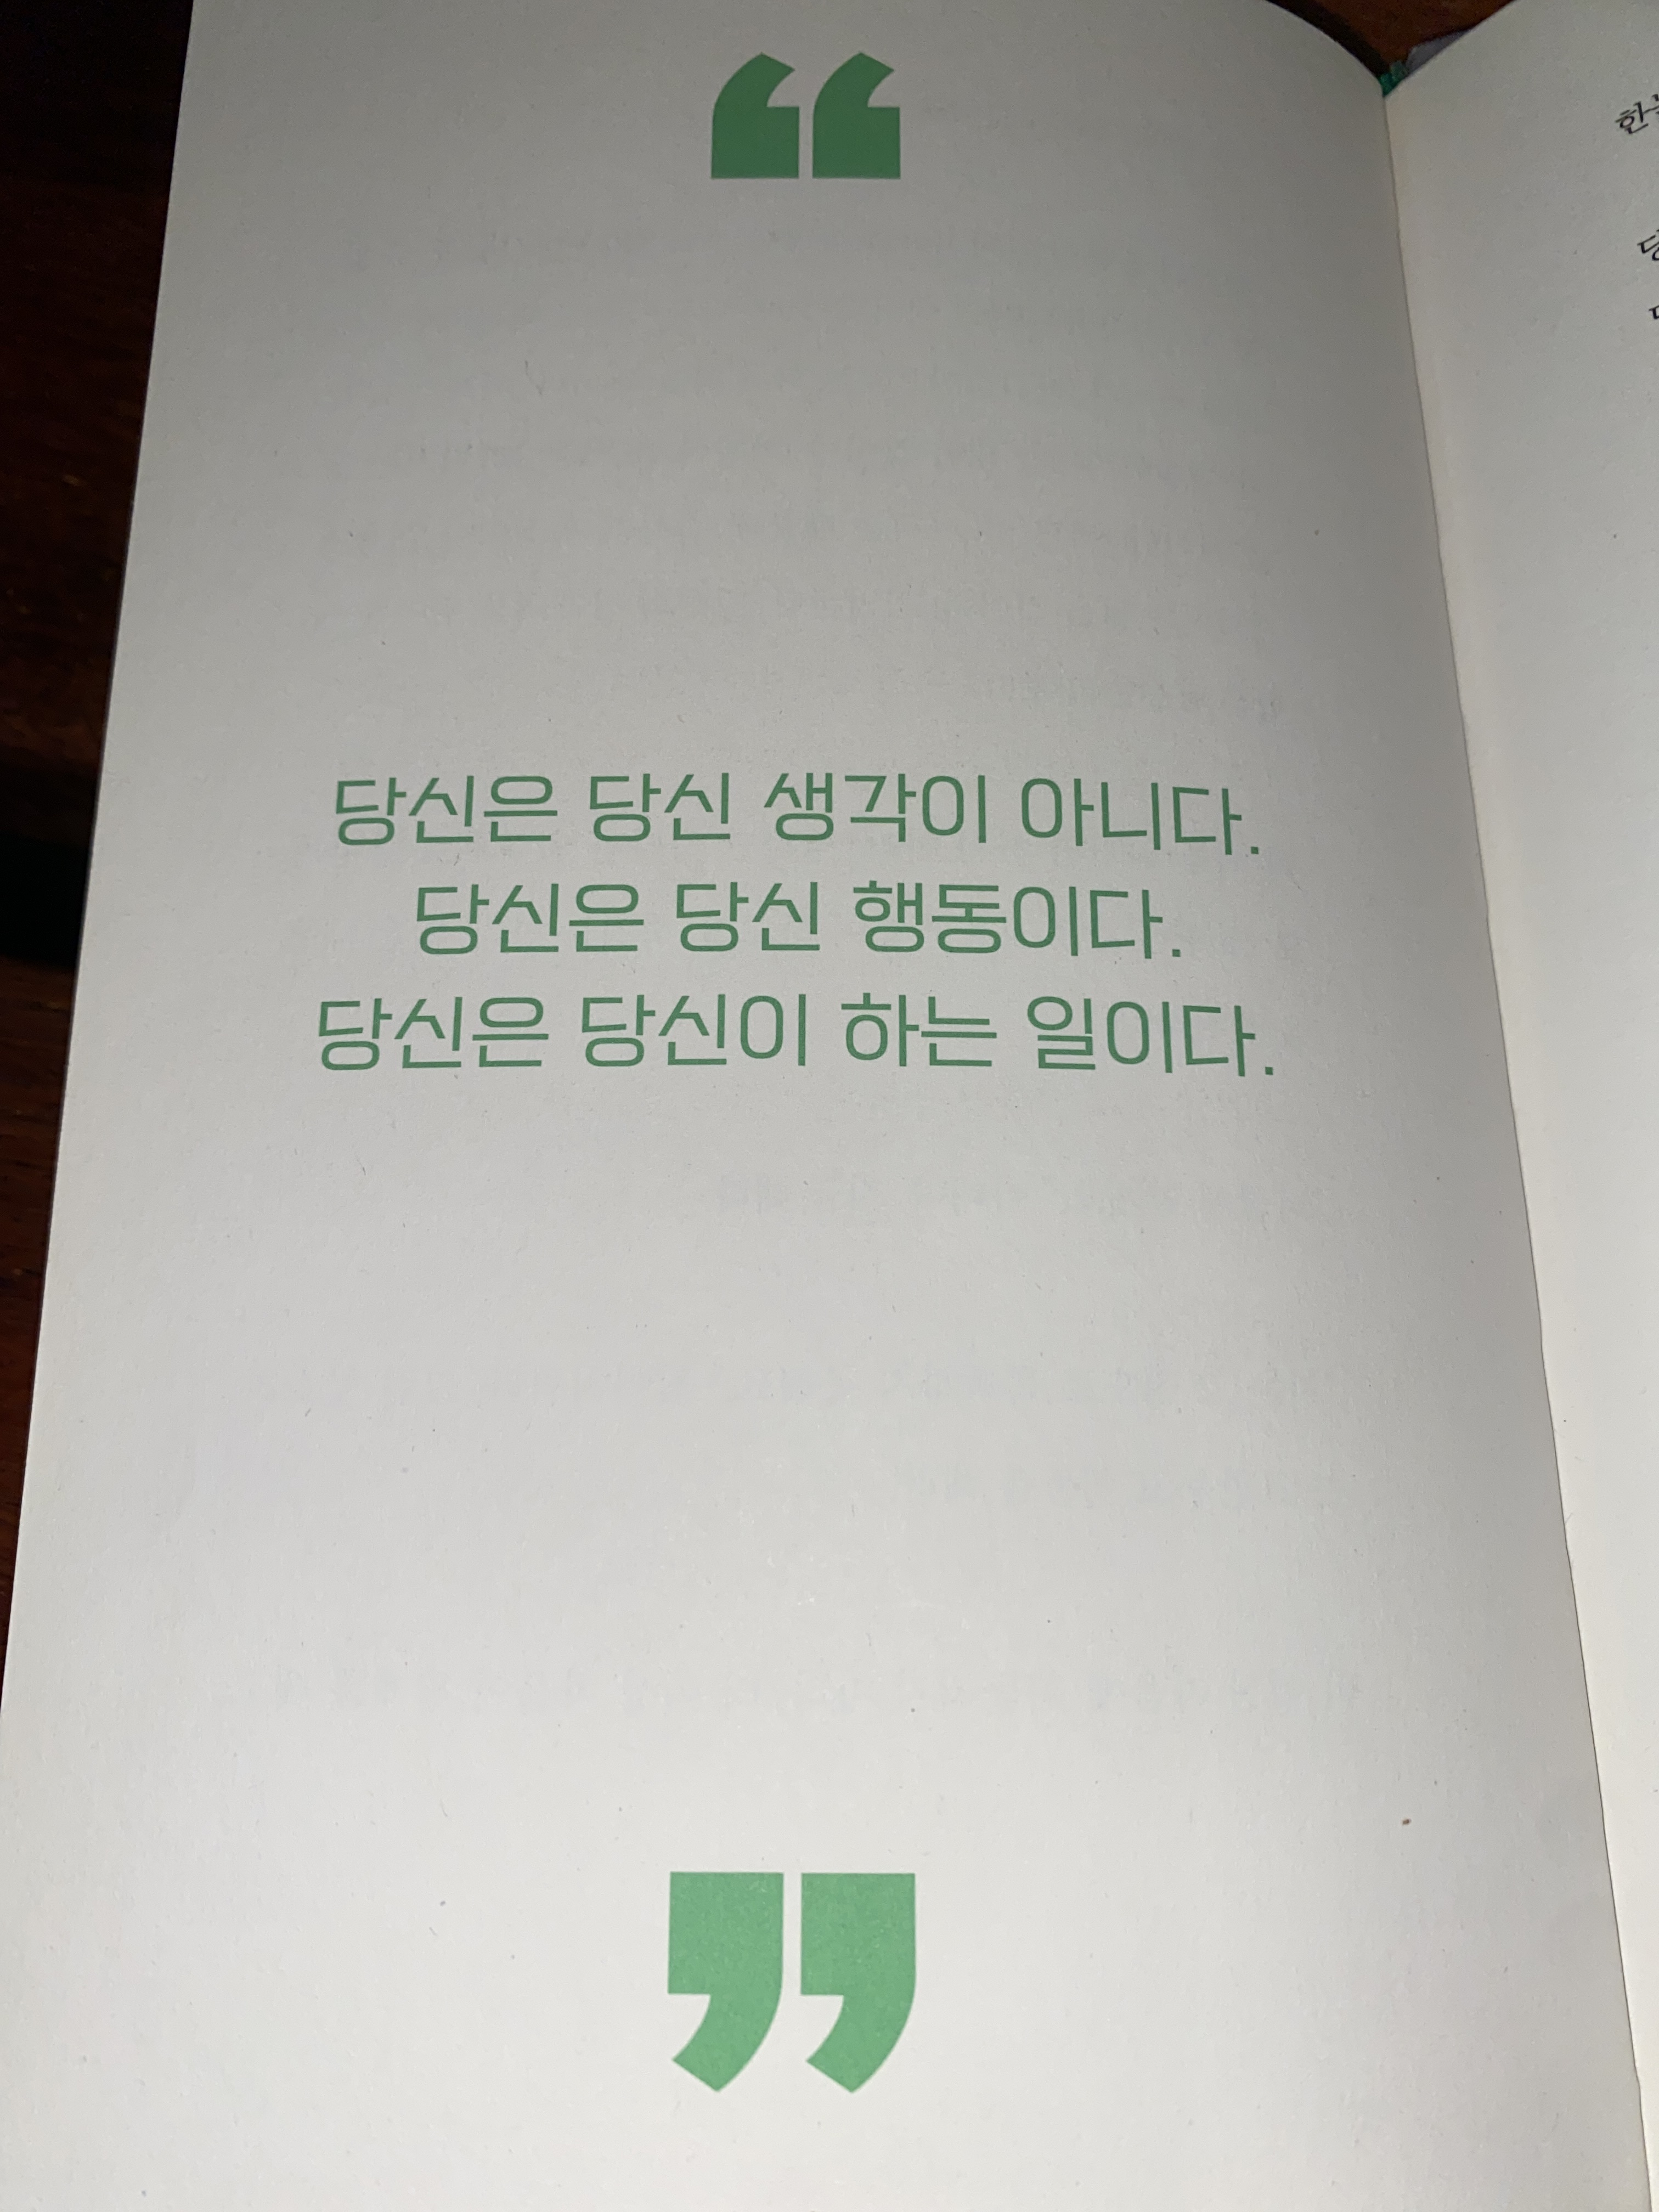 “
당신은 당신 생각이 아니다.
당신은 당신 행동이다.
당신은 당신이 하는 일이다.
”